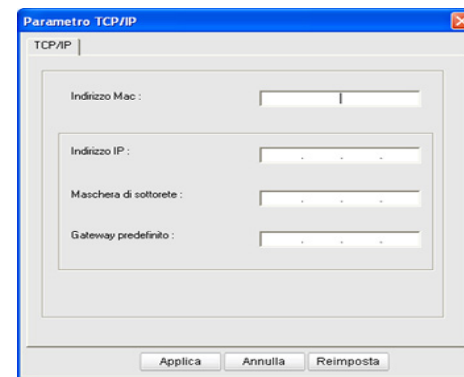 Parametro TCP/IP
TCP/IP
Indirizzo Mac :
Indirizzo IP :
. . .
Maschera di sottorete :
. . .
Gateway predefinito :
. . .
Applica Annulla Reimposta